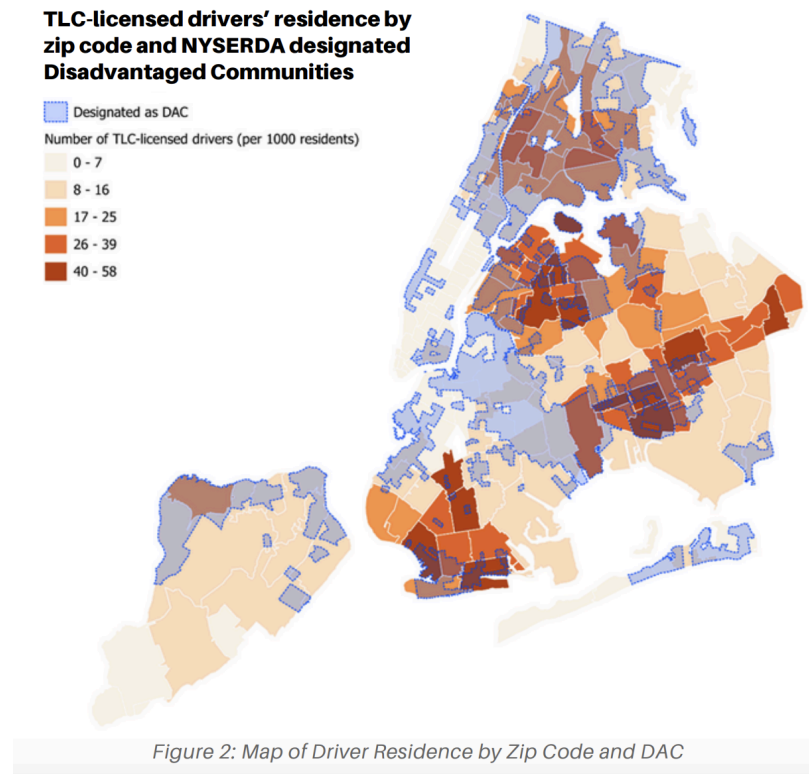 TLC-licensed drivers’ residence by
zip code and NYSERDA designated
Disadvantaged Communities
Designated as DAC
Number of TLC-licensed drivers (per 1000 residents)
0 - 7
8 - 16
17 - 25
26 - 39
40 - 58
Figure 2: Map of Driver Residence by Zip Code and DAC